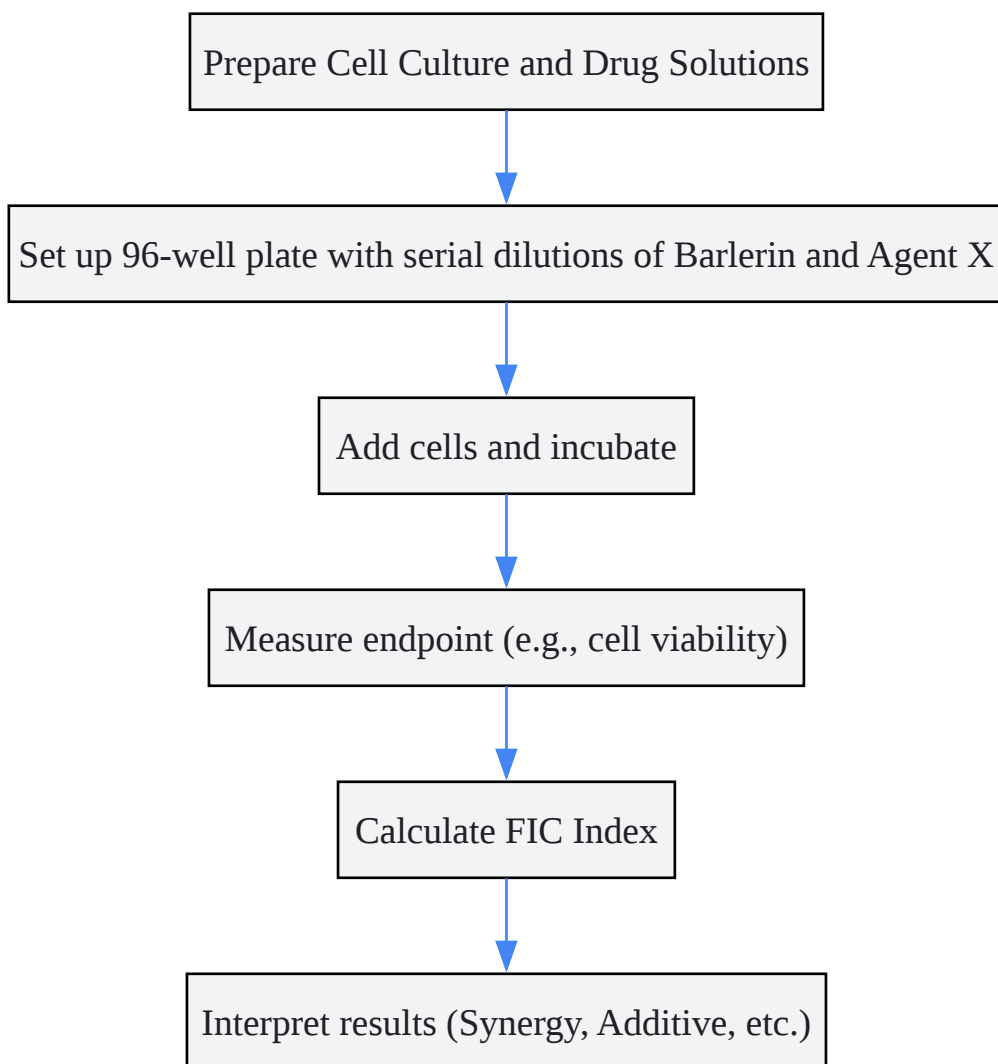 Prepare Cell Culture and Drug Solutions
Set up 96-well plate with serial dilutions of Barlerin and Agent X
Add cells and incubate
Measure endpoint (e.g., cell viability)
Calculate FIC Index
Interpret results (Synergy, Additive, etc.)